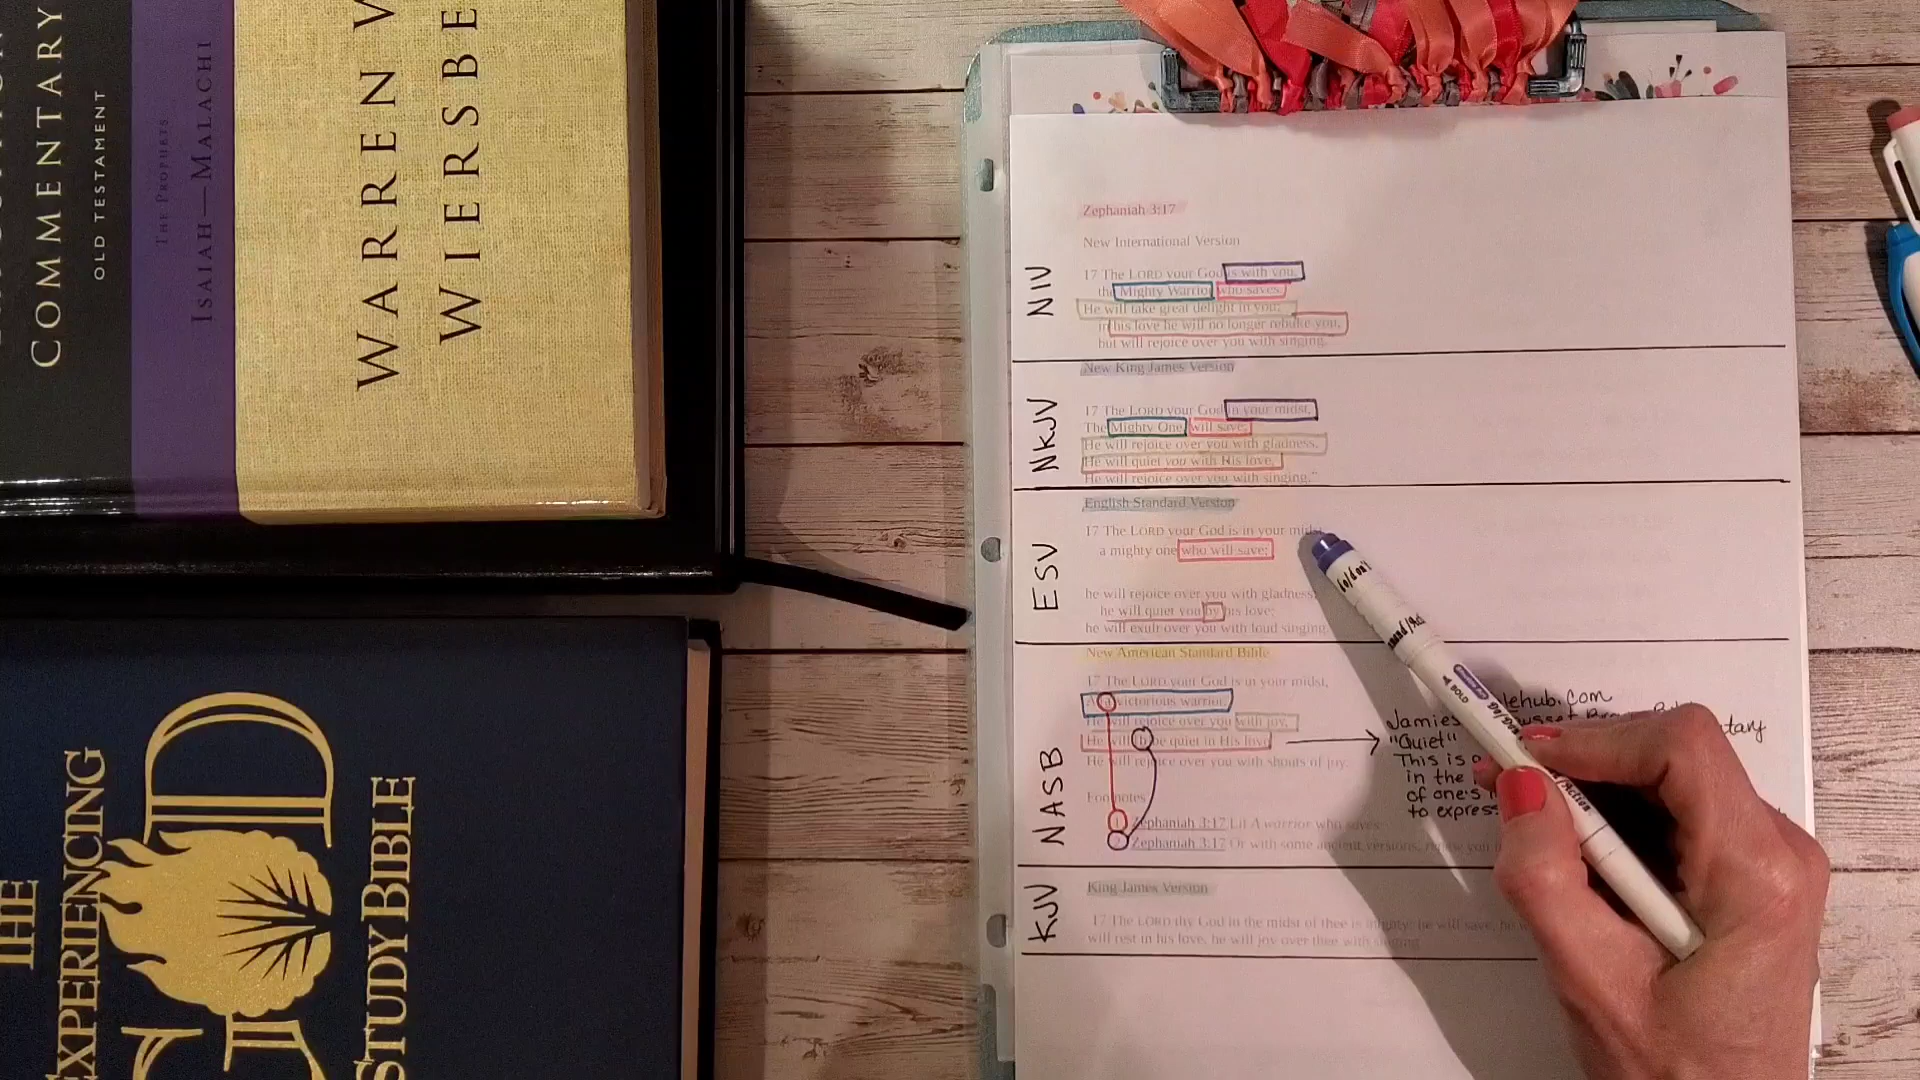 COMMENTARY
OLD TESTAMENT
THE PROPHETS
ISAIAH—MALACHI
WARREN W
WIERSBE
THE
EXPERIENCING
GOD
STUDY BIBLE
Zephaniah 3:17
New International Version
NIV
17 The LORD your God is with you,
the Mighty Warrior who saves.
He will take great delight in you;
in his love he will no longer rebuke you,
but will rejoice over you with singing.
New King James Version
NKJV
17 The LORD your God in your midst,
The Mighty One, will save;
He will rejoice over you with gladness,
He will quiet you with His love,
He will rejoice over you with singing."
English Standard Version
ESV
17 The LORD your God is in your midst,
a mighty one who will save;
he will rejoice over you with gladness;
he will quiet you by his love;
he will exult over you with loud singing.
New American Standard Bible
NASB
17 The LORD your God is in your midst,
A victorious warrior.
He will rejoice over you with joy,
He will be quiet in His love,
He will rejoice over you with shouts of joy.
Footnotes
Zephaniah 3:17 Lit A warrior who saves
Zephaniah 3:17 Or with some ancient versions, renew you
lehub.com
Jamies
"Quiet"
This is
in the
of one's
to express
King James Version
KJV
17 The LORD thy God in the midst of thee is mighty; he will save, he
will rest in his love, he will joy over thee with singing
BOLD